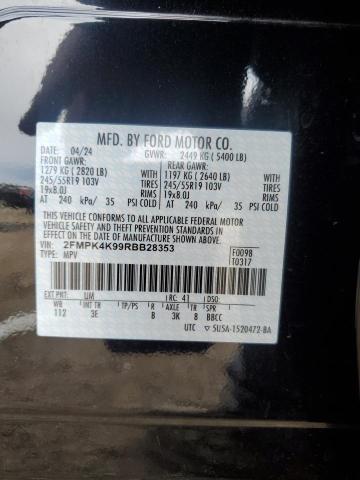 MFD. BY FORD MOTOR CO.
DATE: 04/24 GVWR: 2449 KG (5400 LB)
FRONT GAWR: REAR GAWR:
1279 KG (2820 LB) WITH 1197 KG (2640 LB) WITH
245/55R19 103V TIRES 245/55R19 103V TIRES
19x8.0J RIMS 19x8.0J RIMS
AT 240 kPa/ 35 PSI COLD AT 240 kPa/ 35 PSI COLD
THIS VEHICLE CONFORMS TO ALL APPLICABLE FEDERAL MOTOR
VEHICLE SAFETY AND THEFT PREVENTION STANDARDS IN EFFECT ON
THE DATE OF MANUFACTURE SHOWN ABOVE.
VIN: 2FMPK4K99RBB28353 F0098
TYPE: MPV T0317
EXT PNT: UM RC: 41 DSO:
WB INT TR TP/PS R AXLE TR SPR
112 3E B 3K 8 BBCC
UTC 5U5A-1520472-BA